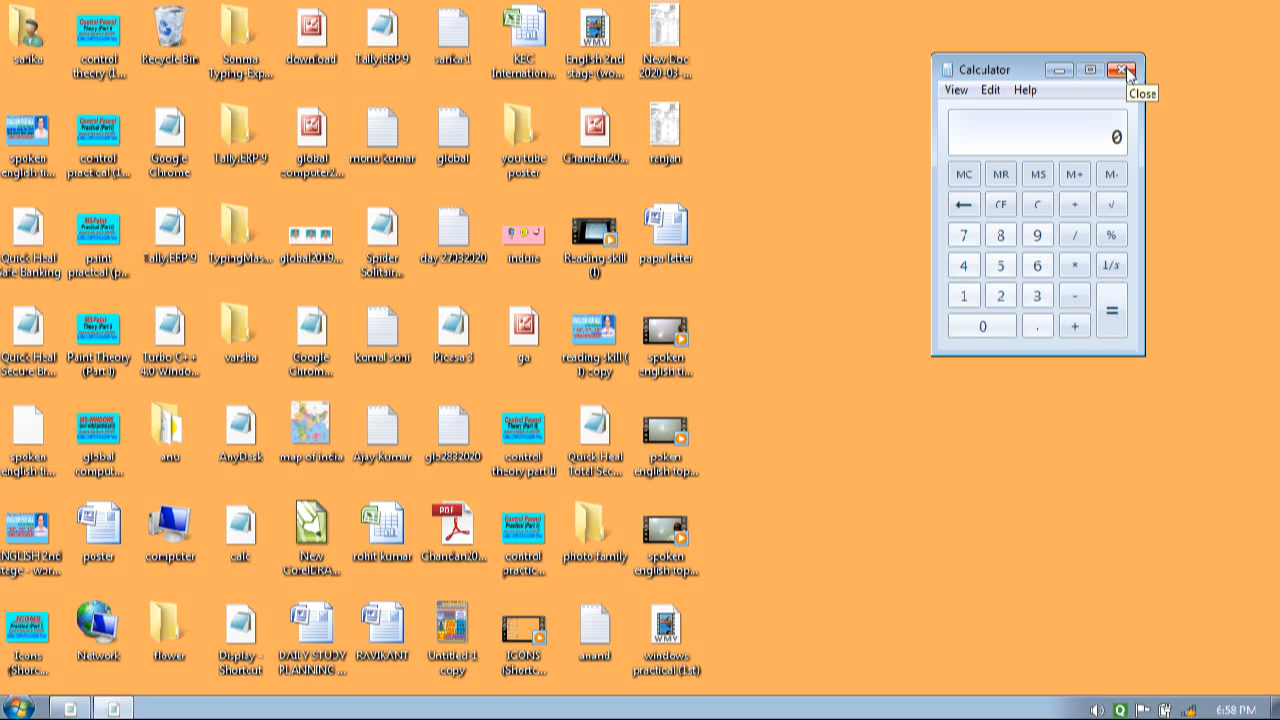 sarika
control theory (1...
Recycle Bin
Sonma Typing-Exp...
download
Tally.ERP 9
sarika 1
KEC Internation...
English 2nd stage (wo...
New Doc 2020-03-...
spoken english ti...
control practical (1...
Google Chrome
Tally.ERP 9
global computer2...
monu kumar
global
you tube poster
Chandan20...
ranjan
Quick Heal Safe Banking
paint practical (p...
Tally.ERP 9
TypingMas...
global2019...
Spider Solitair...
day 27032020
induja
Reading skill (I)
papa letter
Quick Heal Secure Br...
Paint Theory (Part I)
Turbo C++ 4.0 Windo...
varsha
Google Chrom...
komal soni
Picasa 3
ga
reading skill ( I) copy
spoken english ti...
spoken english ti...
global comput...
anu
AnyDesk
map of india
Ajay Kumar
glb2832020
control theory part II
Quick Heal Total Sec...
poken english top...
NGLISH 2nd tage - wor...
poster
computer
calc
New CorelDRA...
rohit kumar
Chandan20...
control practic...
photo family
spoken english top...
Icons (Shorc...
Network
flower
Display - Shortcut
DAILY STUDY PLANNING ...
RAVIKANT
Untitled-1 copy
ICONS (Shortc...
anand
windows practical (1st)
Calculator
Close
View Edit Help
0
MC MR MS M+ M-
← CE C ±  √
7 8 9 / %
4 5 6 * 1/x
1 2 3 - =
0 . +
6:58 PM